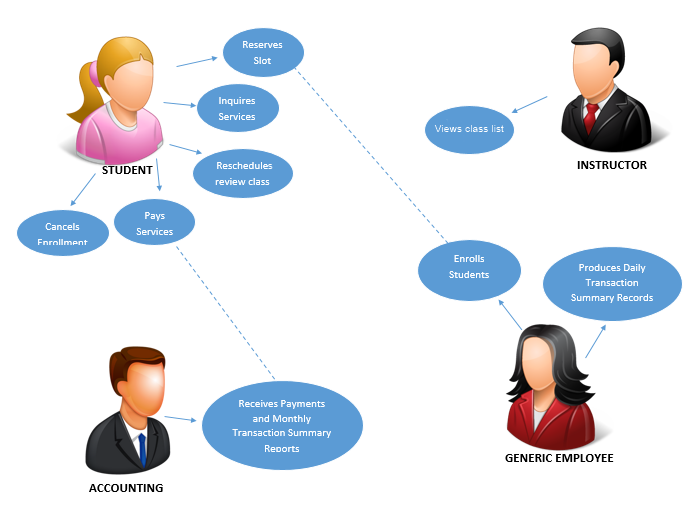 Reserves
Slot
Inquires
Services
Views class list
Reschedules
review class
STUDENT
INSTRUCTOR
Cancels
Enrollment
Pays
Services
Enrolls
Students
Produces Daily
Transaction
Summary Records
Receives Payments
and Monthly
Transaction Summary
Reports
GENERIC EMPLOYEE
ACCOUNTING